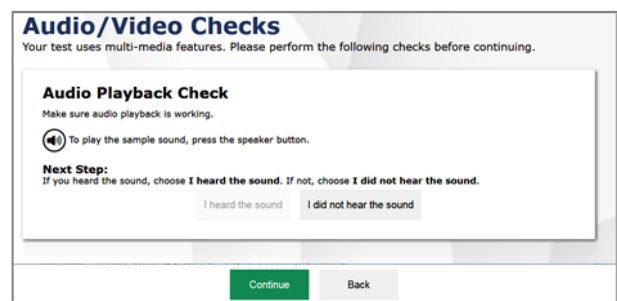 Audio/Video Checks
Your test uses multi-media features. Please perform the following checks before continuing.
Audio Playback Check
Make sure audio playback is working.
To play the sample sound, press the speaker button.
Next Step:
If you heard the sound, choose I heard the sound. If not, choose I did not hear the sound.
I heard the sound I did not hear the sound
Continue Back